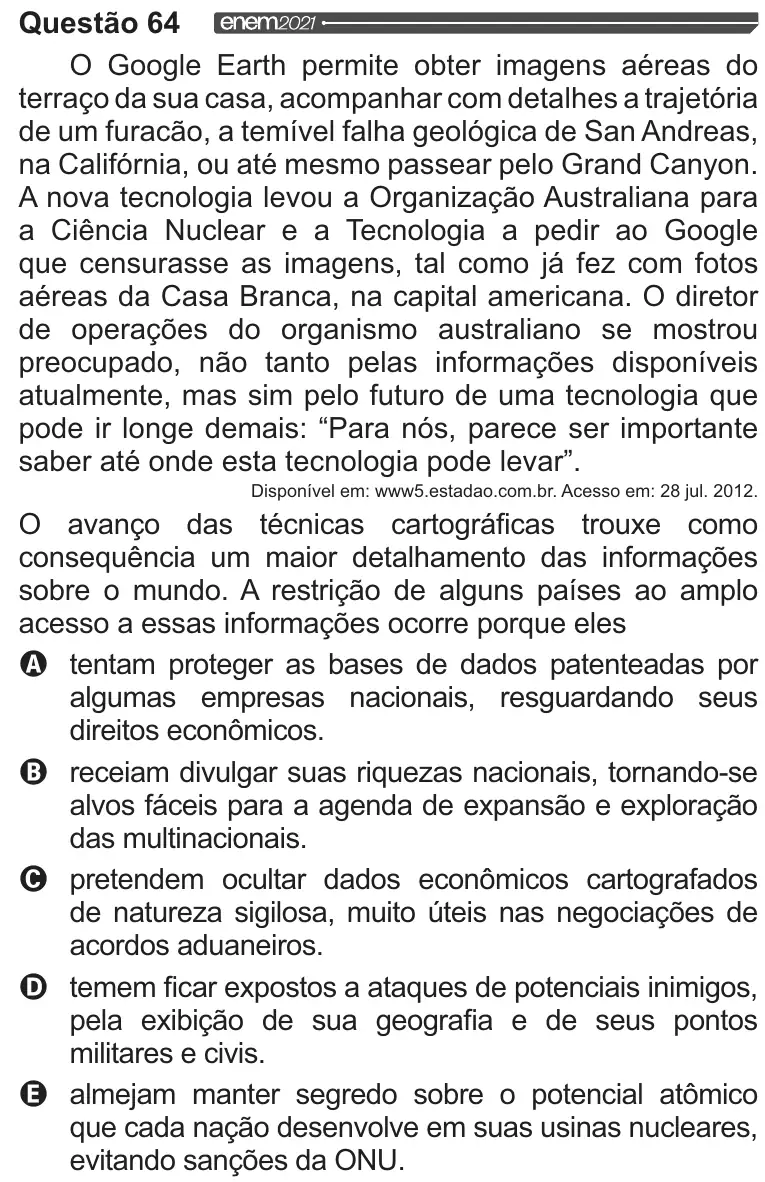 Questão 64 enem2021
O Google Earth permite obter imagens aéreas do
terraço da sua casa, acompanhar com detalhes a trajetória
de um furacão, a temível falha geológica de San Andreas,
na Califórnia, ou até mesmo passear pelo Grand Canyon.
A nova tecnologia levou a Organização Australiana para
a Ciência Nuclear e a Tecnologia a pedir ao Google
que censurasse as imagens, tal como já fez com fotos
aéreas da Casa Branca, na capital americana. O diretor
de operações do organismo australiano se mostrou
preocupado, não tanto pelas informações disponíveis
atualmente, mas sim pelo futuro de uma tecnologia que
pode ir longe demais: “Para nós, parece ser importante
saber até onde esta tecnologia pode levar”.
Disponível em: www5.estadao.com.br. Acesso em: 28 jul. 2012.
O avanço das técnicas cartográficas trouxe como
consequência um maior detalhamento das informações
sobre o mundo. A restrição de alguns países ao amplo
acesso a essas informações ocorre porque eles
A tentam proteger as bases de dados patenteadas por
algumas empresas nacionais, resguardando seus
direitos econômicos.
B receiam divulgar suas riquezas nacionais, tornando-se
alvos fáceis para a agenda de expansão e exploração
das multinacionais.
C pretendem ocultar dados econômicos cartografados
de natureza sigilosa, muito úteis nas negociações de
acordos aduaneiros.
D temem ficar expostos a ataques de potenciais inimigos,
pela exibição de sua geografia e de seus pontos
militares e civis.
E almejam manter segredo sobre o potencial atômico
que cada nação desenvolve em suas usinas nucleares,
evitando sanções da ONU.